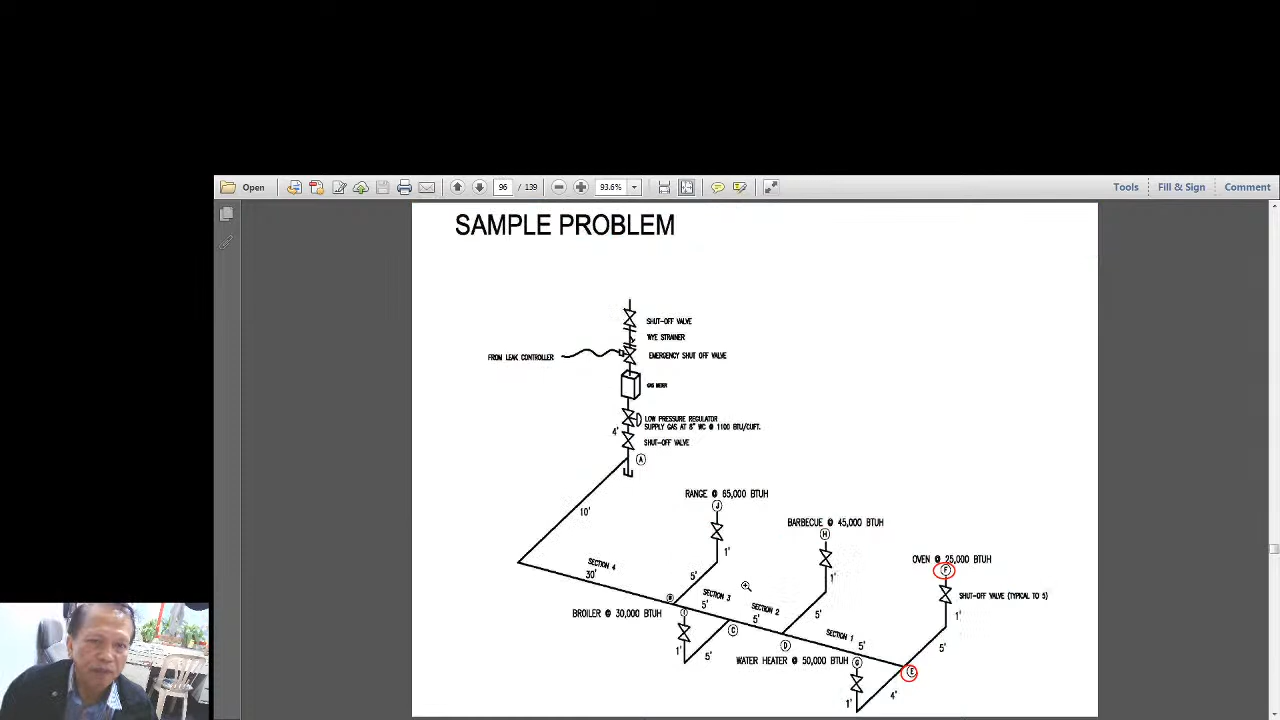 Open
96
/ 139
93.6%
Tools
Fill & Sign
Comment
SAMPLE PROBLEM
SHUT-OFF VALVE
WYE STRAINER
FROM LEAK CONTROLLER
EMERGENCY SHUT OFF VALVE
GAS METER
LOW PRESSURE REGULATOR
SUPPLY GAS AT 8" WC @ 1100 BTU/CUFT.
4'
SHUT-OFF VALVE
A
10'
RANGE @ 65,000 BTUH
J
1'
5'
BARBECUE @ 45,000 BTUH
H
1'
5'
OVEN @ 25,000 BTUH
F
SHUT-OFF VALVE (TYPICAL TO 5)
1'
5'
SECTION 4
30'
B
SECTION 3
5'
SECTION 2
5'
SECTION 1
5'
BROILER @ 30,000 BTUH
I
1'
5'
C
D
WATER HEATER @ 50,000 BTUH
G
E
1'
4'